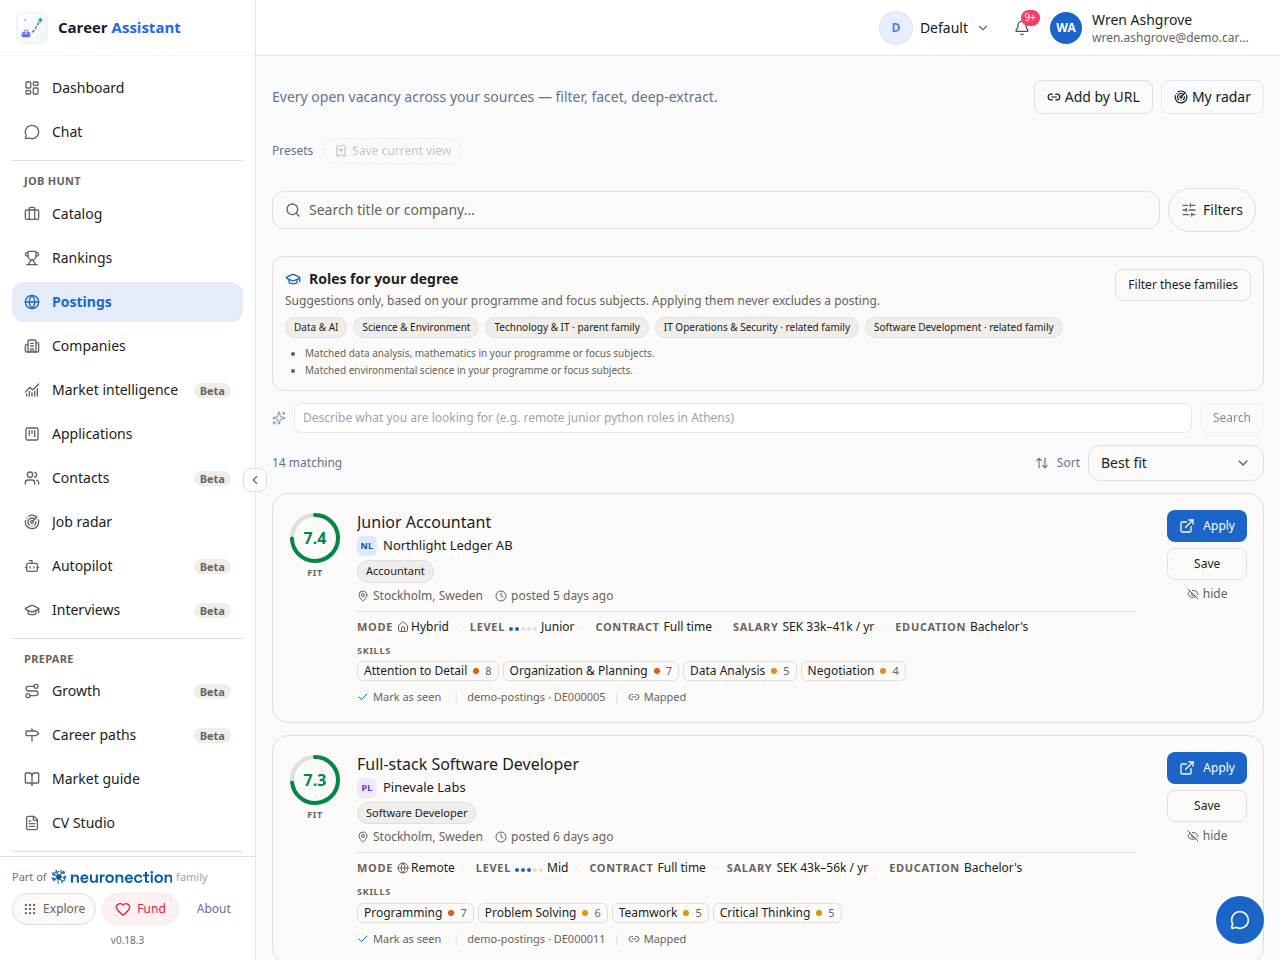 Career Assistant
D Default
9+
WA
Wren Ashgrove
wren.ashgrove@demo.car...
Dashboard
Chat
JOB HUNT
Catalog
Rankings
Postings
Companies
Market intelligence Beta
Applications
Contacts Beta
Job radar
Autopilot Beta
Interviews Beta
PREPARE
Growth Beta
Career paths Beta
Market guide
CV Studio
Part of neuronection family
Explore Fund About
v0.18.3
Every open vacancy across your sources — filter, facet, deep-extract.
Add by URL My radar
Presets Save current view
Search title or company...
Filters
Roles for your degree
Filter these families
Suggestions only, based on your programme and focus subjects. Applying them never excludes a posting.
Data & AI Science & Environment Technology & IT · parent family IT Operations & Security · related family Software Development · related family
• Matched data analysis, mathematics in your programme or focus subjects.
• Matched environmental science in your programme or focus subjects.
Describe what you are looking for (e.g. remote junior python roles in Athens) Search
14 matching Sort Best fit
7.4 FIT
Junior Accountant
NL Northlight Ledger AB
Accountant
Stockholm, Sweden posted 5 days ago
MODE Hybrid · LEVEL Junior · CONTRACT Full time · SALARY SEK 33k–41k / yr · EDUCATION Bachelor's
SKILLS
Attention to Detail 8 Organization & Planning 7 Data Analysis 5 Negotiation 4
Mark as seen | demo-postings · DE000005 | Mapped
Apply
Save
hide
7.3 FIT
Full-stack Software Developer
PL Pinevale Labs
Software Developer
Stockholm, Sweden posted 6 days ago
MODE Remote · LEVEL Mid · CONTRACT Full time · SALARY SEK 43k–56k / yr · EDUCATION Bachelor's
SKILLS
Programming 7 Problem Solving 6 Teamwork 5 Critical Thinking 5
Mark as seen | demo-postings · DE000011 | Mapped
Apply
Save
hide